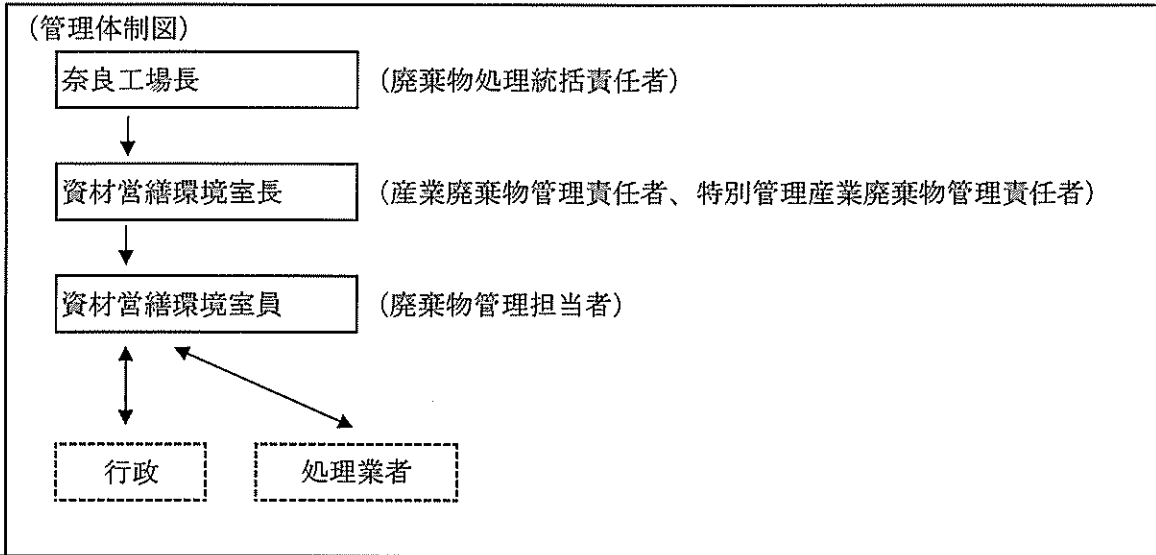 (管理体制図)
奈良工場長 (廃棄物処理統括責任者)
資材営繕環境室長 (産業廃棄物管理責任者、特別管理産業廃棄物管理責任者)
資材営繕環境室員 (廃棄物管理担当者)
行政 処理業者